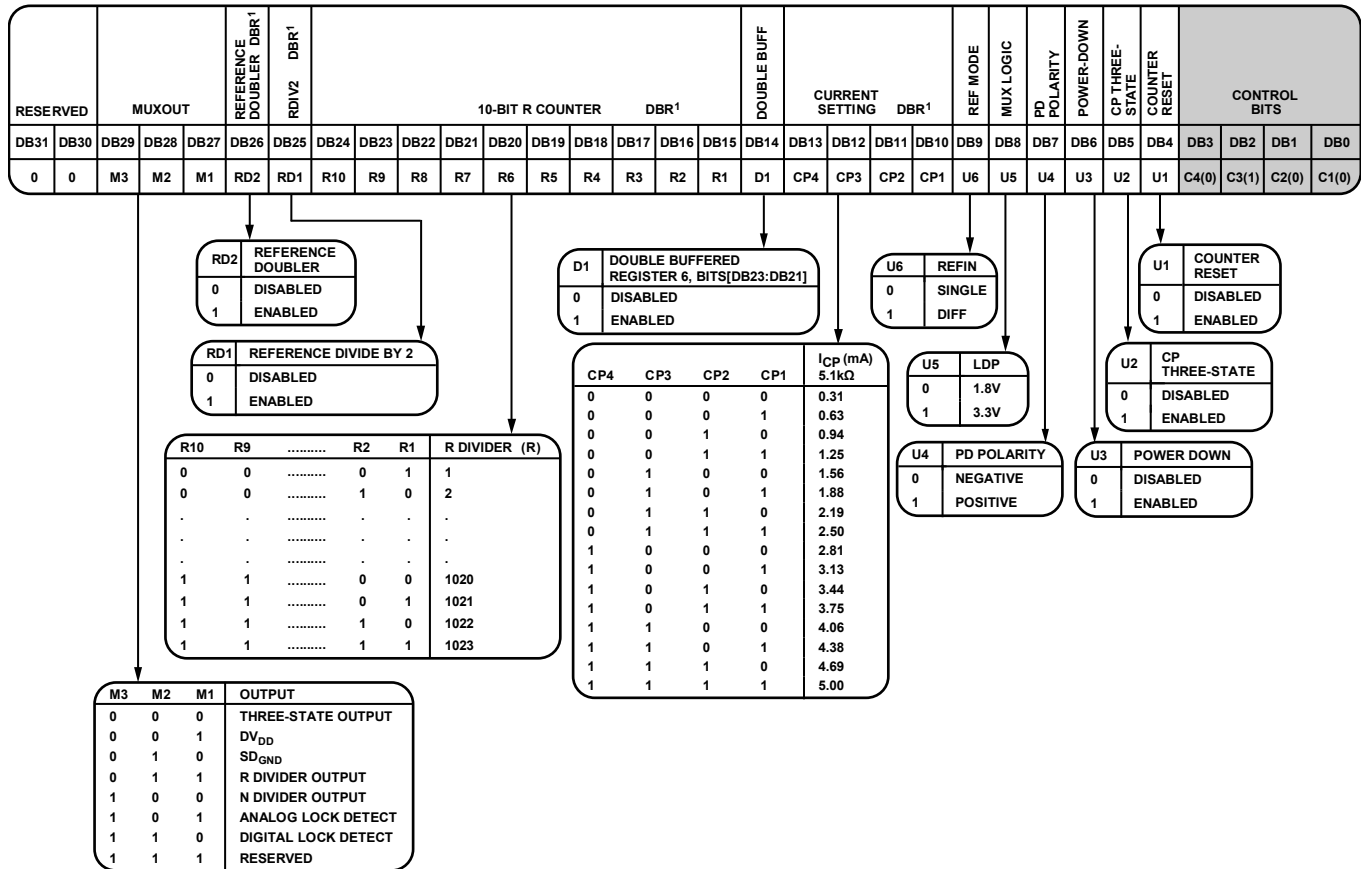 RESERVED MUXOUT REFERENCE DOUBLER DBR1 RDIV2 DBR1 10-BIT R COUNTER DBR1 DOUBLE BUFF CURRENT SETTING DBR1 REF MODE MUX LOGIC PD POLARITY POWER-DOWN CP THREE-STATE COUNTER RESET CONTROL BITS
DB31 DB30 DB29 DB28 DB27 DB26 DB25 DB24 DB23 DB22 DB21 DB20 DB19 DB18 DB17 DB16 DB15 DB14 DB13 DB12 DB11 DB10 DB9 DB8 DB7 DB6 DB5 DB4 DB3 DB2 DB1 DB0
0 0 M3 M2 M1 RD2 RD1 R10 R9 R8 R7 R6 R5 R4 R3 R2 R1 D1 CP4 CP3 CP2 CP1 U6 U5 U4 U3 U2 U1 C4(0) C3(1) C2(0) C1(0)
RD2 REFERENCE
DOUBLER
0 DISABLED
1 ENABLED
RD1 REFERENCE DIVIDE BY 2
0 DISABLED
1 ENABLED
R10 R9 .......... R2 R1 R DIVIDER (R)
0 0 .......... 0 1 1
0 0 .......... 1 0 2
. . .......... . . .
. . .......... . . .
. . .......... . . .
1 1 .......... 0 0 1020
1 1 .......... 0 1 1021
1 1 .......... 1 0 1022
1 1 .......... 1 1 1023
D1 DOUBLE BUFFERED
REGISTER 6, BITS[DB23:DB21]
0 DISABLED
1 ENABLED
ICP (mA)
CP4 CP3 CP2 CP1 5.1kΩ
0 0 0 0 0.31
0 0 0 1 0.63
0 0 1 0 0.94
0 0 1 1 1.25
0 1 0 0 1.56
0 1 0 1 1.88
0 1 1 0 2.19
0 1 1 1 2.50
1 0 0 0 2.81
1 0 0 1 3.13
1 0 1 0 3.44
1 0 1 1 3.75
1 1 0 0 4.06
1 1 0 1 4.38
1 1 1 0 4.69
1 1 1 1 5.00
U6 REFIN
0 SINGLE
1 DIFF
U5 LDP
0 1.8V
1 3.3V
U4 PD POLARITY
0 NEGATIVE
1 POSITIVE
U1 COUNTER
RESET
0 DISABLED
1 ENABLED
U2 CP
THREE-STATE
0 DISABLED
1 ENABLED
U3 POWER DOWN
0 DISABLED
1 ENABLED
M3 M2 M1 OUTPUT
0 0 0 THREE-STATE OUTPUT
0 0 1 DVDD
0 1 0 SDGND
0 1 1 R DIVIDER OUTPUT
1 0 0 N DIVIDER OUTPUT
1 0 1 ANALOG LOCK DETECT
1 1 0 DIGITAL LOCK DETECT
1 1 1 RESERVED